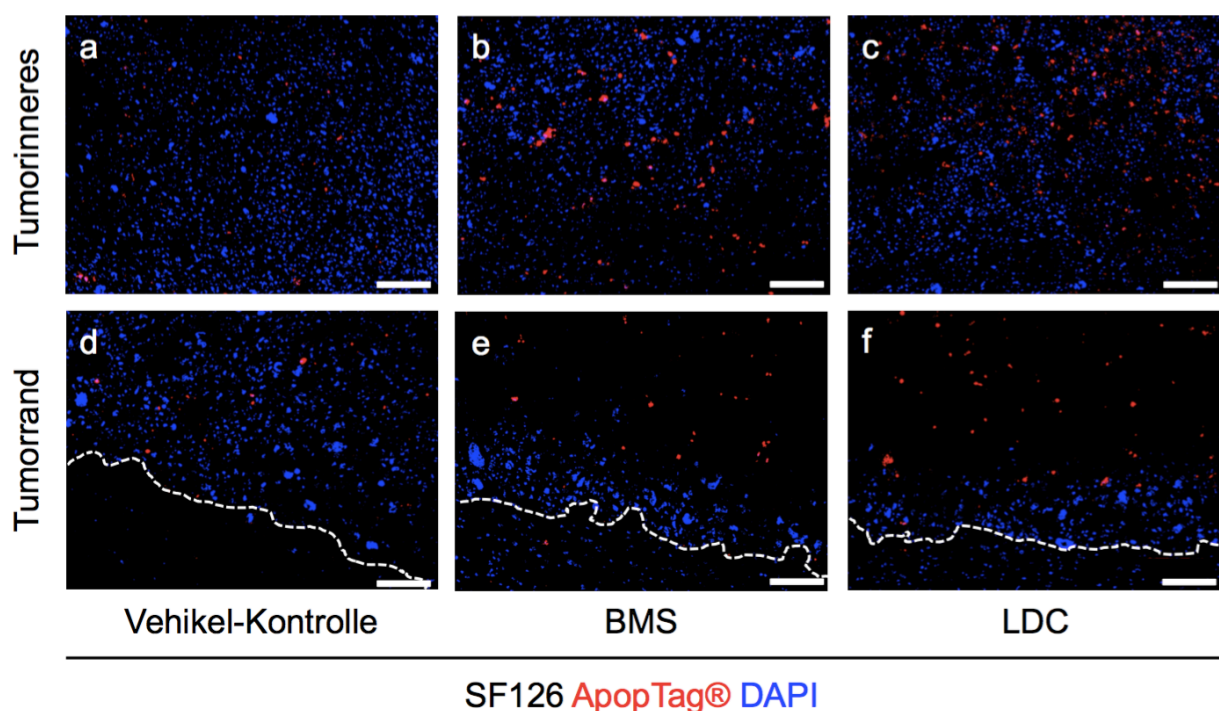 Tumorinneres
a b c
Tumorrand
d e f
Vehikel-Kontrolle BMS LDC
SF126 ApopTag® DAPI